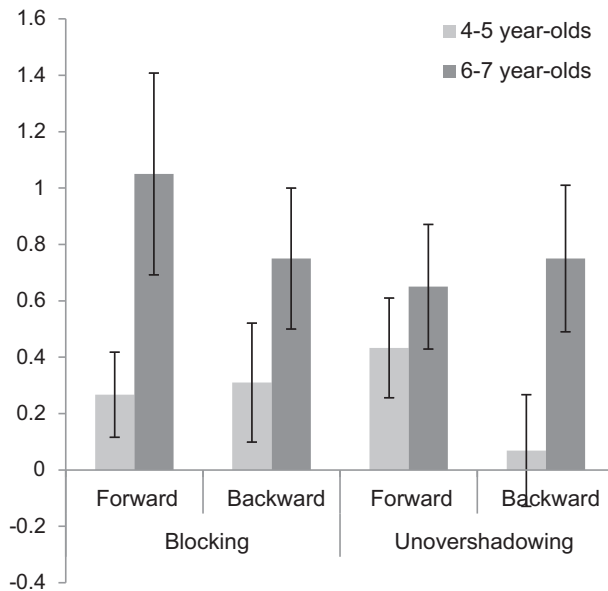 1.6
4-5 year-olds
1.4
6-7 year-olds
1.2
1
0.8
0.6
0.4
0.2
0
Forward Backward Forward Backward
-0.2
Blocking Unovershadowing
-0.4